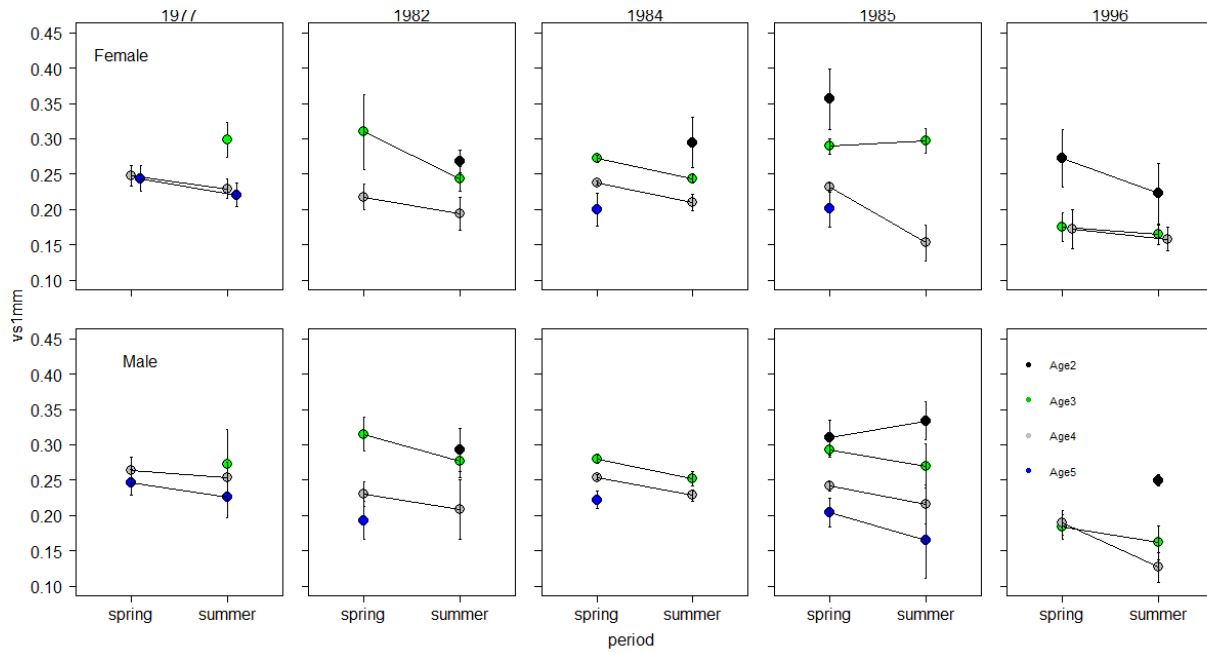 1977 1982 1984 1985 1996
0.45
Female
0.40
0.35
0.30
0.25
0.20
0.15
0.10
vs1mm
0.45
Male
0.40
0.35
0.30
0.25
0.20
0.15
0.10
Age2
Age3
Age4
Age5
spring summer spring summer spring summer spring summer spring summer
period